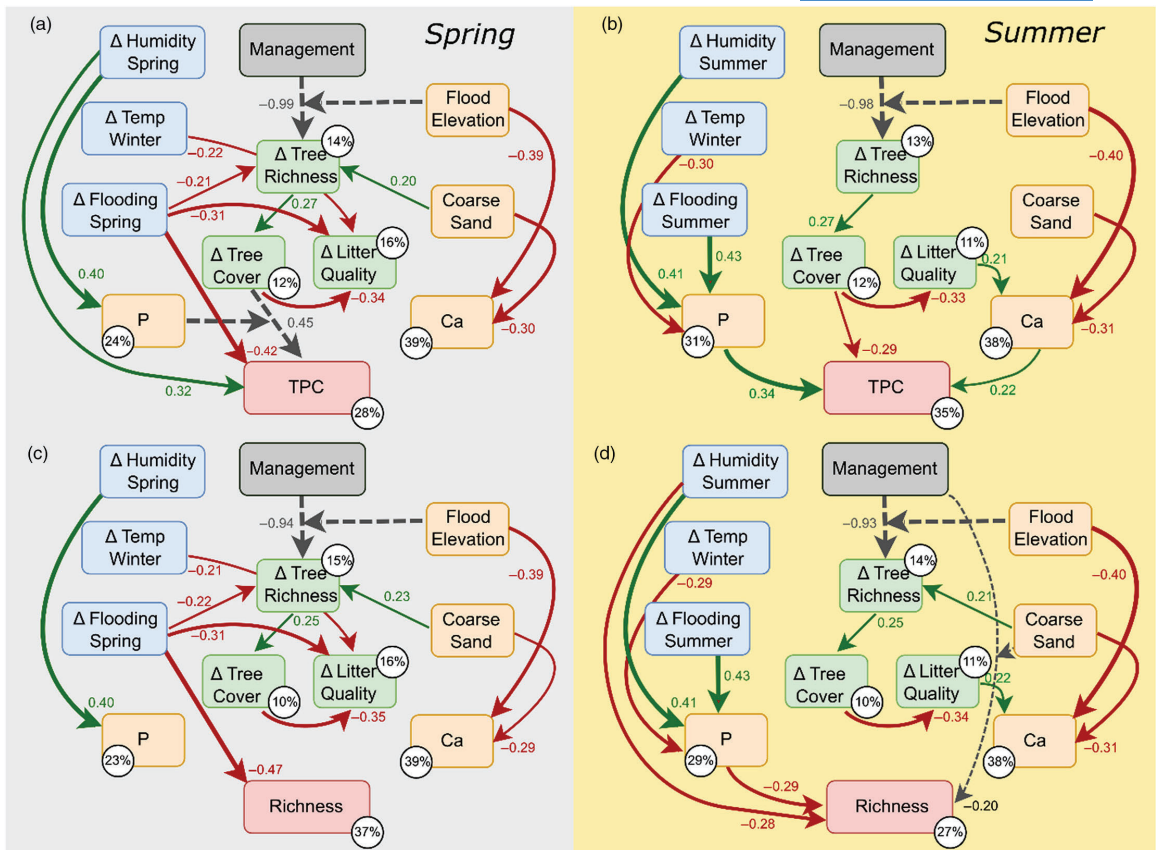 (a)
Spring
Δ Humidity
Spring
Management
Δ Temp
Winter
Flood
Elevation
−0.99
14%
−0.22
Δ Tree
Richness
−0.39
−0.21
0.20
Δ Flooding
Spring
Coarse
Sand
−0.31
0.27
Δ Tree
Cover
12%
Δ Litter
Quality
16%
0.40
−0.34
P
24%
0.45
Ca
39%
−0.30
−0.42
TPC
28%
0.32
(b)
Summer
Δ Humidity
Summer
Management
Δ Temp
Winter
Flood
Elevation
−0.98
13%
−0.30
Δ Tree
Richness
−0.40
Δ Flooding
Summer
Coarse
Sand
0.27
0.43
Δ Tree
Cover
12%
Δ Litter
Quality
11%
0.21
0.41
−0.33
P
31%
Ca
38%
−0.31
−0.29
0.34
TPC
35%
0.22
(c)
Δ Humidity
Spring
Management
Δ Temp
Winter
Flood
Elevation
−0.94
15%
−0.21
Δ Tree
Richness
−0.39
−0.22
0.23
Δ Flooding
Spring
Coarse
Sand
−0.31
0.25
Δ Tree
Cover
10%
Δ Litter
Quality
16%
0.40
−0.35
P
23%
Ca
39%
−0.29
−0.47
Richness
37%
(d)
Δ Humidity
Summer
Management
Δ Temp
Winter
Flood
Elevation
−0.93
14%
−0.29
Δ Tree
Richness
−0.40
0.21
Δ Flooding
Summer
Coarse
Sand
0.25
0.43
Δ Tree
Cover
10%
Δ Litter
Quality
11%
0.22
0.41
−0.34
P
29%
Ca
38%
−0.31
−0.29
−0.28
Richness
27%
−0.20